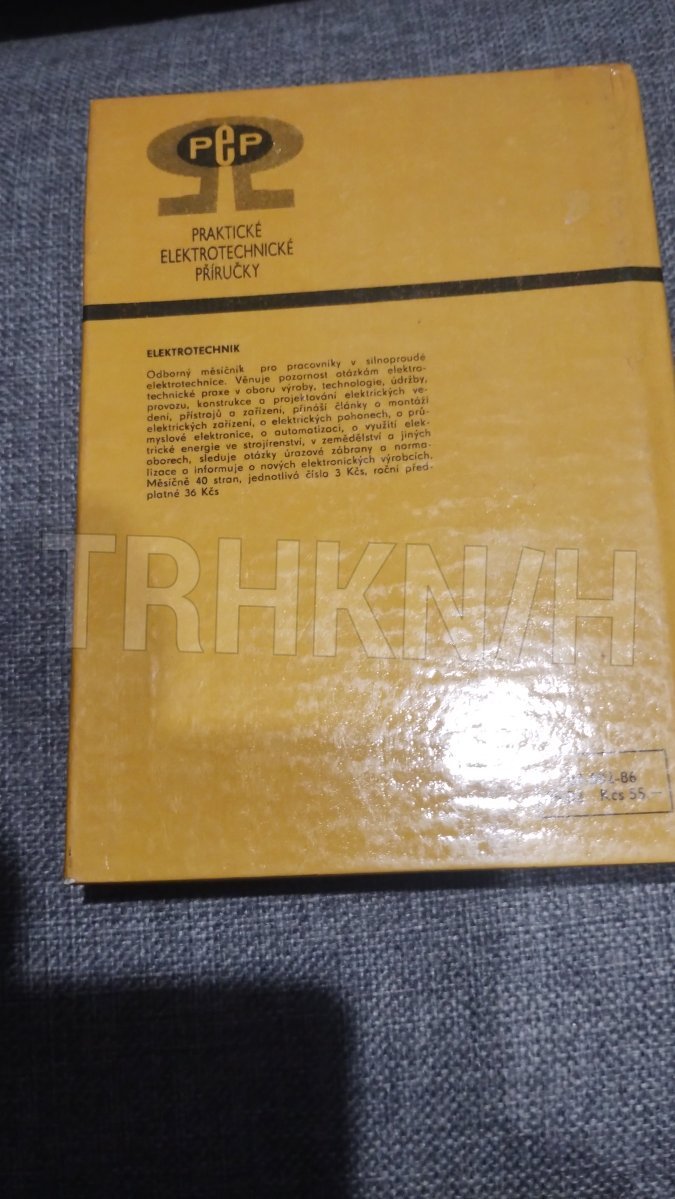 PeP
PRAKTICKÉ
ELEKTROTECHNICKÉ
PŘÍRUČKY
ELEKTROTECHNIK
Odborný měsíčník pro pracovníky v silnoproudé
elektrotechnice. Věnuje pozornost otázkám elektro-
technické praxe v oboru výroby, technologie, údržby,
provozu, konstrukce a projektování elektrických ve-
dení, přístrojů a zařízení, přináší články o montáži
elektrických zařízení, o elektrických pohonech, o prů-
myslové elektronice, o automatizaci, o využití elek-
trické energie ve strojírenství, v zemědělství a jiných
oborech, sleduje otázky úrazové zábrany a norma-
lizace a informuje o nových elektronických výrobcích.
Měsíčně 40 stran, jednotlivá čísla 3 Kčs, roční před-
platné 36 Kčs
TRHKNIH
Kcs 55.—